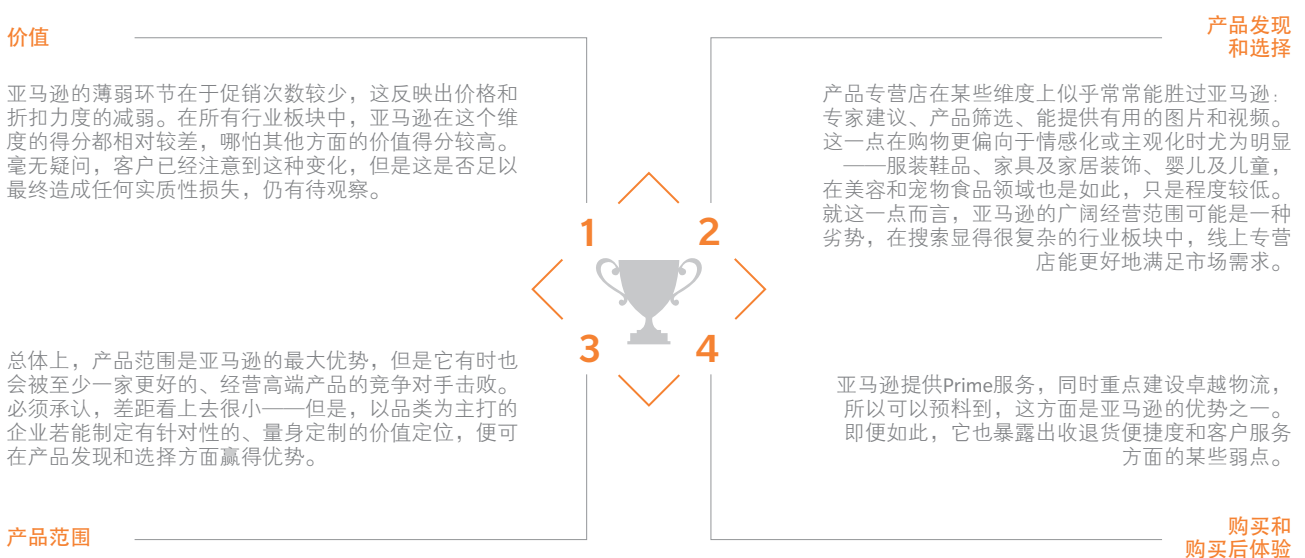 价值
亚马逊的薄弱环节在于促销次数较少，这反映出价格和
折扣力度的减弱。在所有行业板块中，亚马逊在这个维
度的得分都相对较差，哪怕其他方面的价值得分较高。
毫无疑问，客户已经注意到这种变化，但是这是否足以
最终造成任何实质性损失，仍有待观察。
1
产品发现
和选择
产品专营店在某些维度上似乎常常能胜过亚马逊：
专家建议、产品筛选、能提供有用的图片和视频。
这一点在购物更偏向于情感化或主观化时尤为明显
——服装鞋品、家具及家居装饰、婴儿及儿童，
在美容和宠物食品领域也是如此，只是程度较低。
就这一点而言，亚马逊的广阔经营范围可能是一种
劣势，在搜索显得很复杂的行业板块中，线上专营
店能更好地满足市场需求。
2
3
总体上，产品范围是亚马逊的最大优势，但是它有时也
会被至少一家更好的、经营高端产品的竞争对手击败。
必须承认，差距看上去很小——但是，以品类为主打的
企业若能制定有针对性的、量身定制的价值定位，便可
在产品发现和选择方面赢得优势。
产品范围
4
亚马逊提供Prime服务，同时重点建设卓越物流，
所以可以预料到，这方面是亚马逊的优势之一。
即便如此，它也暴露出收退货便捷度和客户服务
方面的某些弱点。
购买和
购买后体验